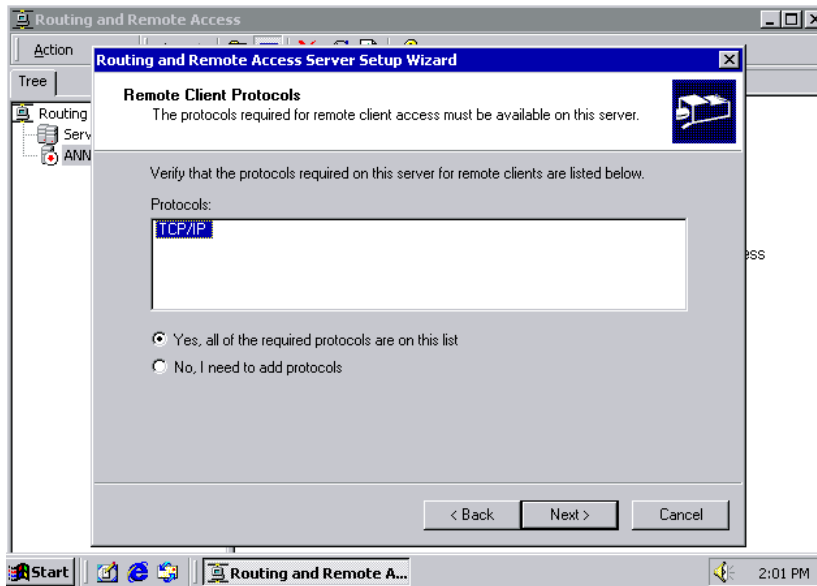 Routing and Remote Access
Action
Tree
Routing
Serv
ANN
ess
Routing and Remote Access Server Setup Wizard
Remote Client Protocols
The protocols required for remote client access must be available on this server.
Verify that the protocols required on this server for remote clients are listed below.
Protocols:
TCP/IP
Yes, all of the required protocols are on this list
No, I need to add protocols
< Back
Next >
Cancel
Start
Routing and Remote A...
2:01 PM